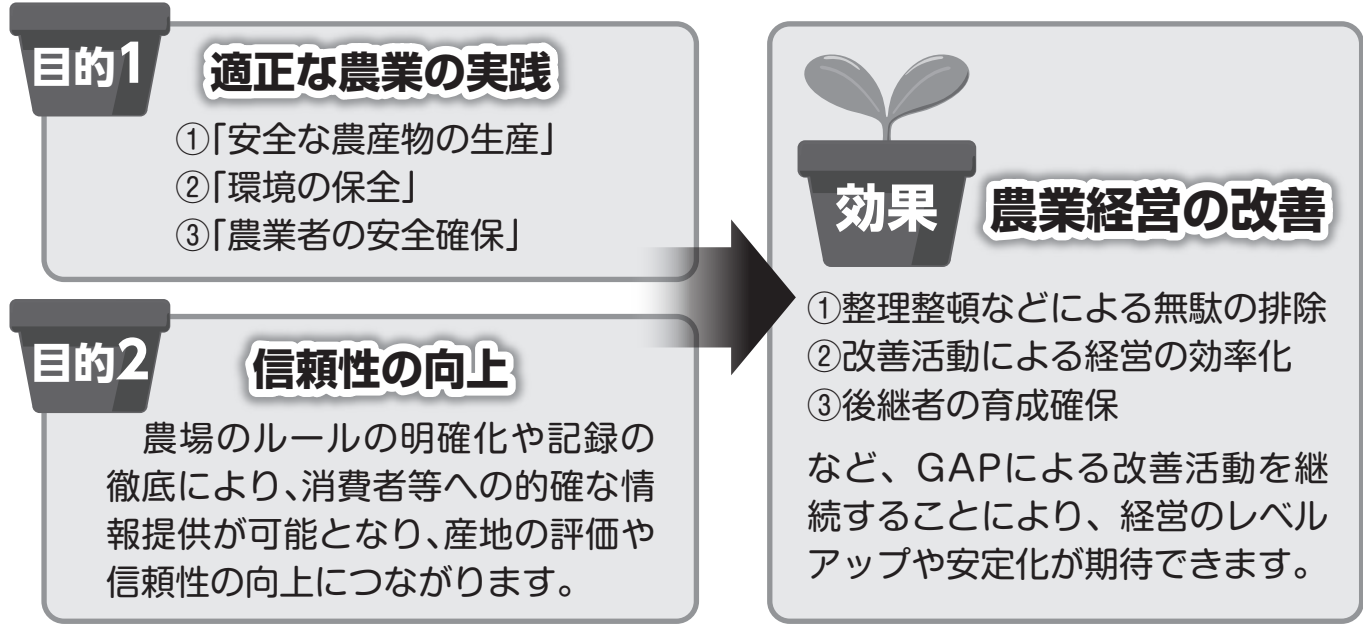 目的1
適正な農業の実践
①「安全な農産物の生産」
②「環境の保全」
③「農業者の安全確保」
目的2
信頼性の向上
農場のルールの明確化や記録の
徹底により、消費者等への的確な情
報提供が可能となり、産地の評価や
信頼性の向上につながります。
効果
農業経営の改善
①整理整頓などによる無駄の排除
②改善活動による経営の効率化
③後継者の育成確保
など、GAPによる改善活動を継
続することにより、経営のレベル
アップや安定化が期待できます。